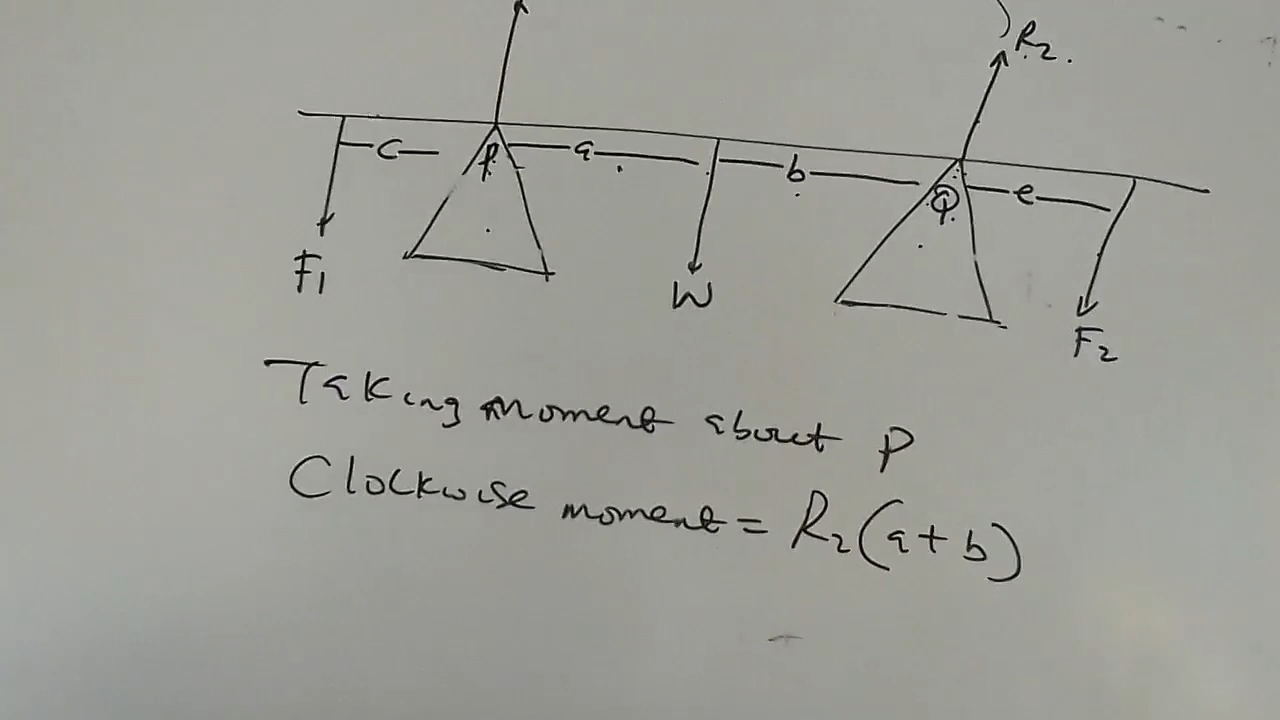 R2.
c P a b Q e
F1 W F2
Taking moment about P
Clockwise moment = R2(a+b)